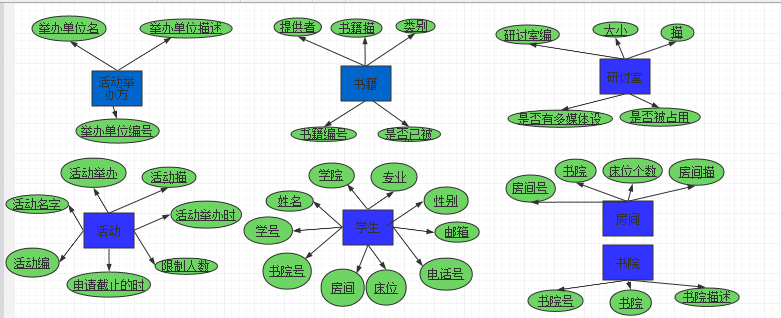 举办单位名
举办单位描述
活动举
办方
举办单位编号
提供者
书籍描
类别
书籍
书籍编号
是否已被
研讨室编
大小
描
研讨室
是否有多媒体设
是否被占用
活动举办
活动描
活动名字
活动举办时
活动
活动编
申请截止的时
限制人数
学院
专业
姓名
性别
学号
学生
邮箱
书院号
房间
床位
电话号
房间号
书院
床位个数
房间描
房间
书院
书院号
书院
书院描述